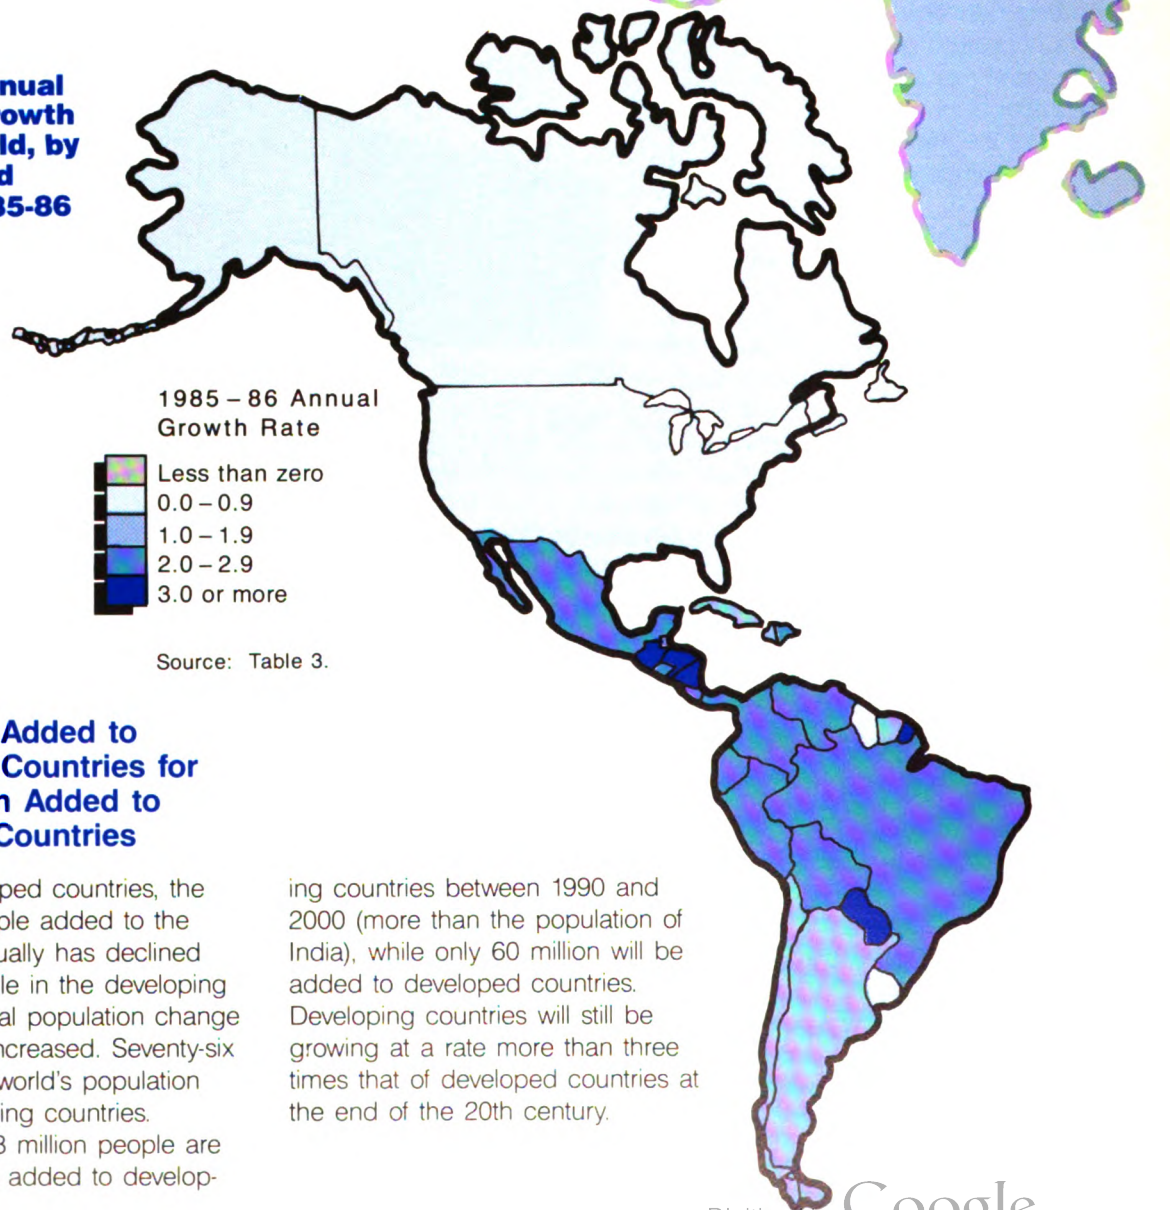 nual
owth
ld, by
d
35-86
1985–86 Annual
Growth Rate
Less than zero
0.0–0.9
1.0–1.9
2.0–2.9
3.0 or more
Source: Table 3.
Added to
Countries for
n Added to
Countries
ped countries, the
ple added to the
ually has declined
le in the developing
al population change
ncreased. Seventy-six
world's population
ing countries.
3 million people are
added to develop-
ing countries between 1990 and
2000 (more than the population of
India), while only 60 million will be
added to developed countries.
Developing countries will still be
growing at a rate more than three
times that of developed countries at
the end of the 20th century.
Google